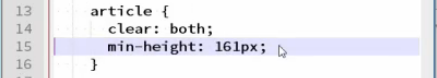 13 article {
14 clear: both;
15 min-height: 161px;
16 }